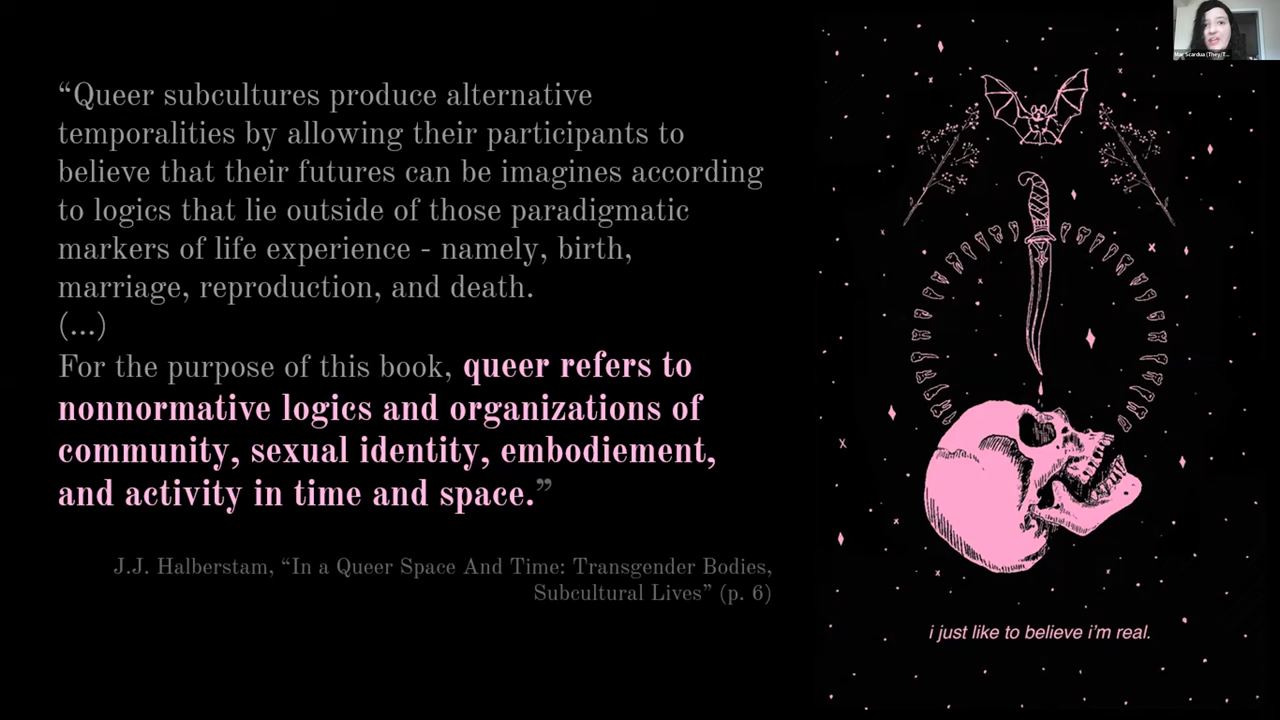 “Queer subcultures produce alternative
temporalities by allowing their participants to
believe that their futures can be imagines according
to logics that lie outside of those paradigmatic
markers of life experience - namely, birth,
marriage, reproduction, and death.
(...)
For the purpose of this book, queer refers to
nonnormative logics and organizations of
community, sexual identity, embodiement,
and activity in time and space.”
J.J. Halberstam, “In a Queer Space And Time: Transgender Bodies,
Subcultural Lives” (p. 6)
i just like to believe i’m real.
Mar Scardua (They/T...